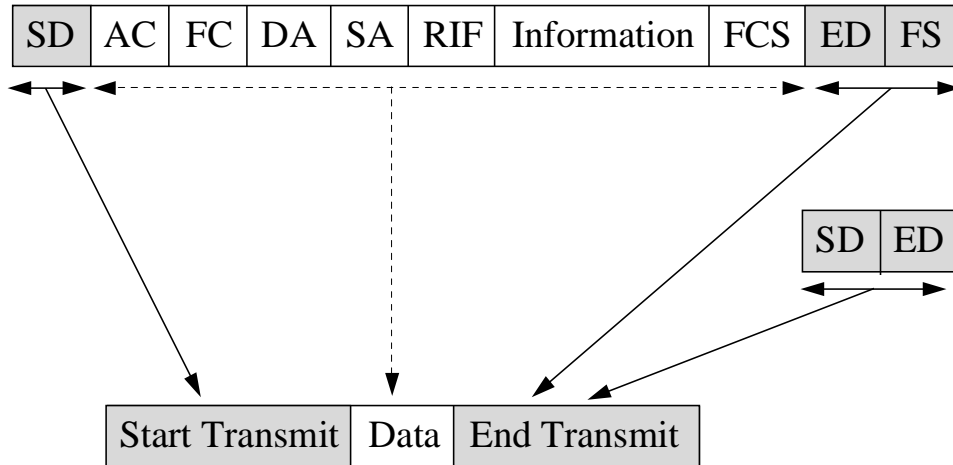 SD AC FC DA SA RIF Information FCS ED FS
SD ED
Start Transmit Data End Transmit